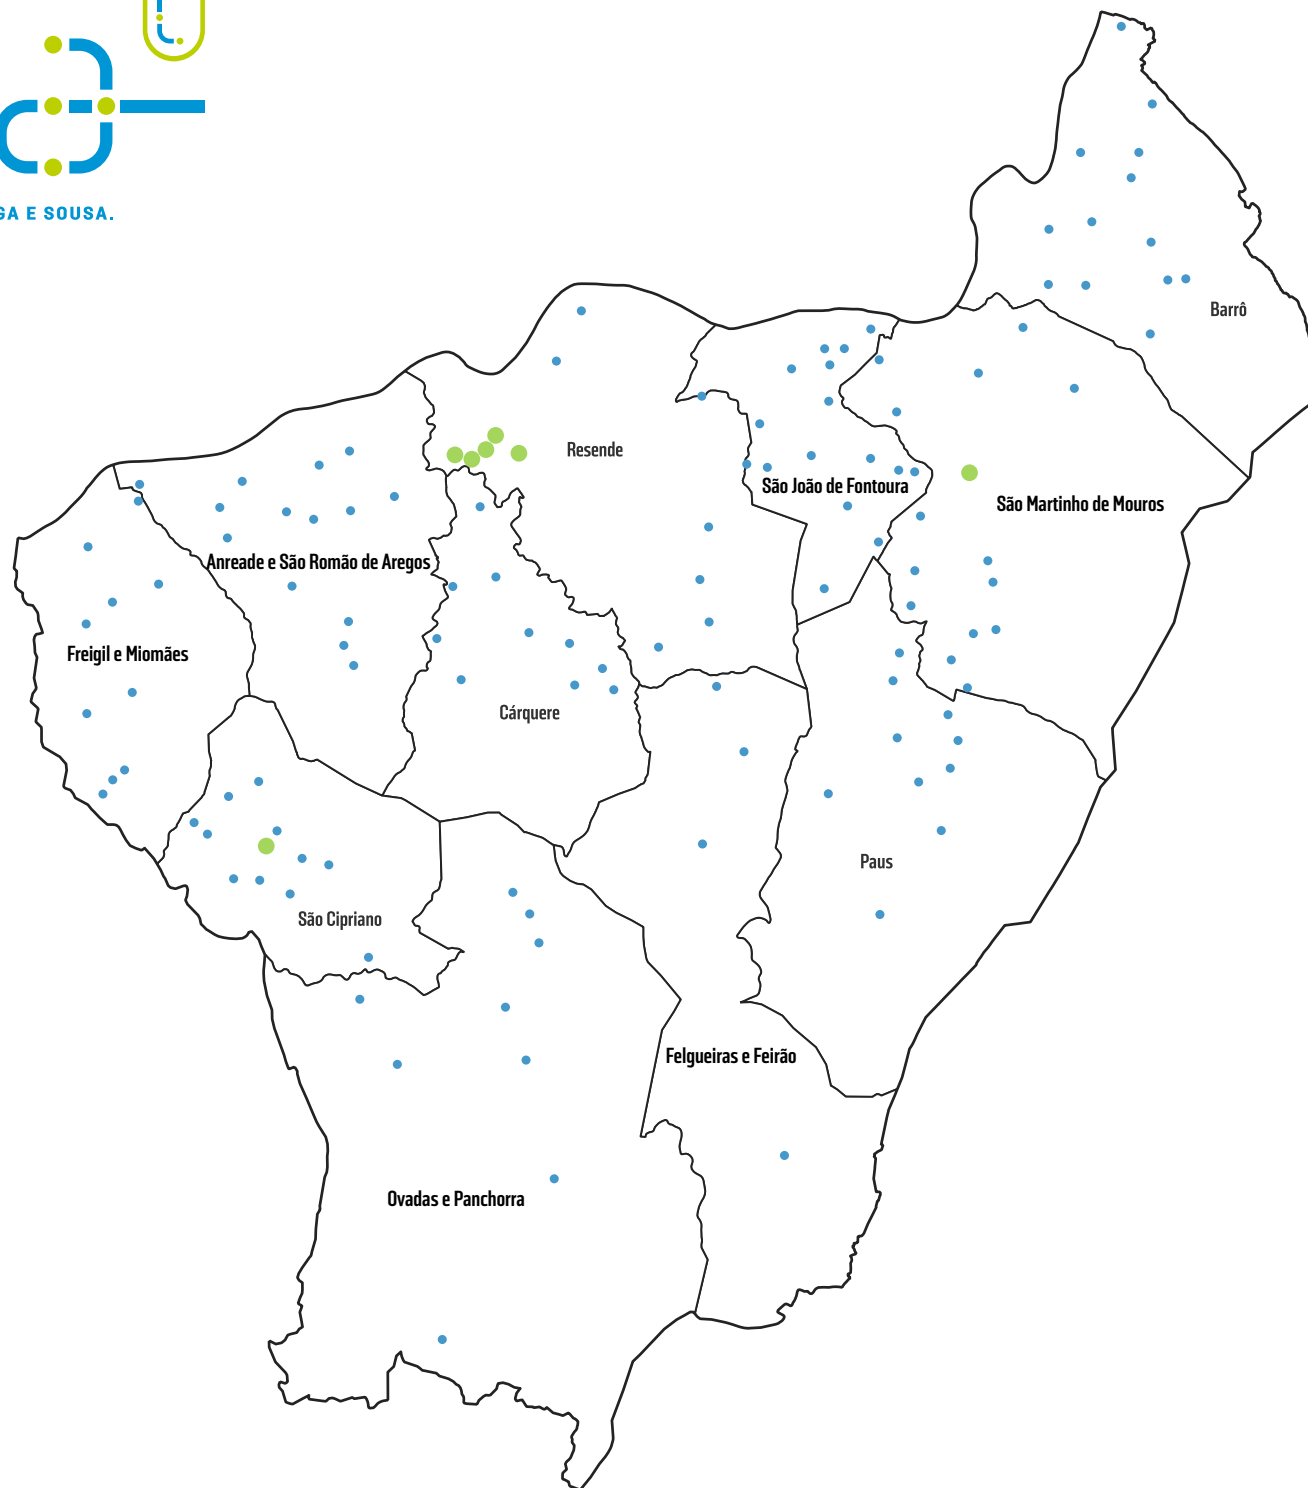 E SOUSA.
Barrô
Resende
São João de Fontoura
São Martinho de Mouros
Anreade e São Romão de Aregos
Freigil e Miomães
Cárquere
Paus
São Cipriano
Felgueiras e Feirão
Ovadas e Panchorra